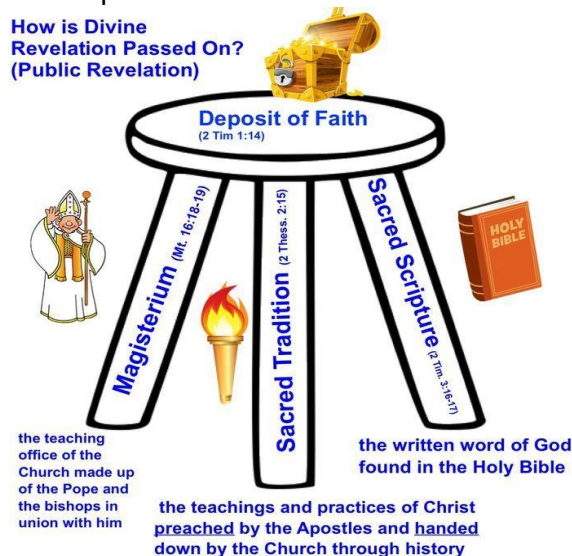 How is Divine
Revelation Passed On?
(Public Revelation)
Deposit of Faith
(2 Tim 1:14)
Magisterium (Mt. 16:18-19)
Sacred Tradition (2 Thess. 2:15)
Sacred Scripture (2 Tim. 3:16-17)
HOLY
BIBLE
the teaching
office of the
Church made up
of the Pope and
the bishops in
union with him
the teachings and practices of Christ
preached by the Apostles and handed
down by the Church through history
the written word of God
found in the Holy Bible